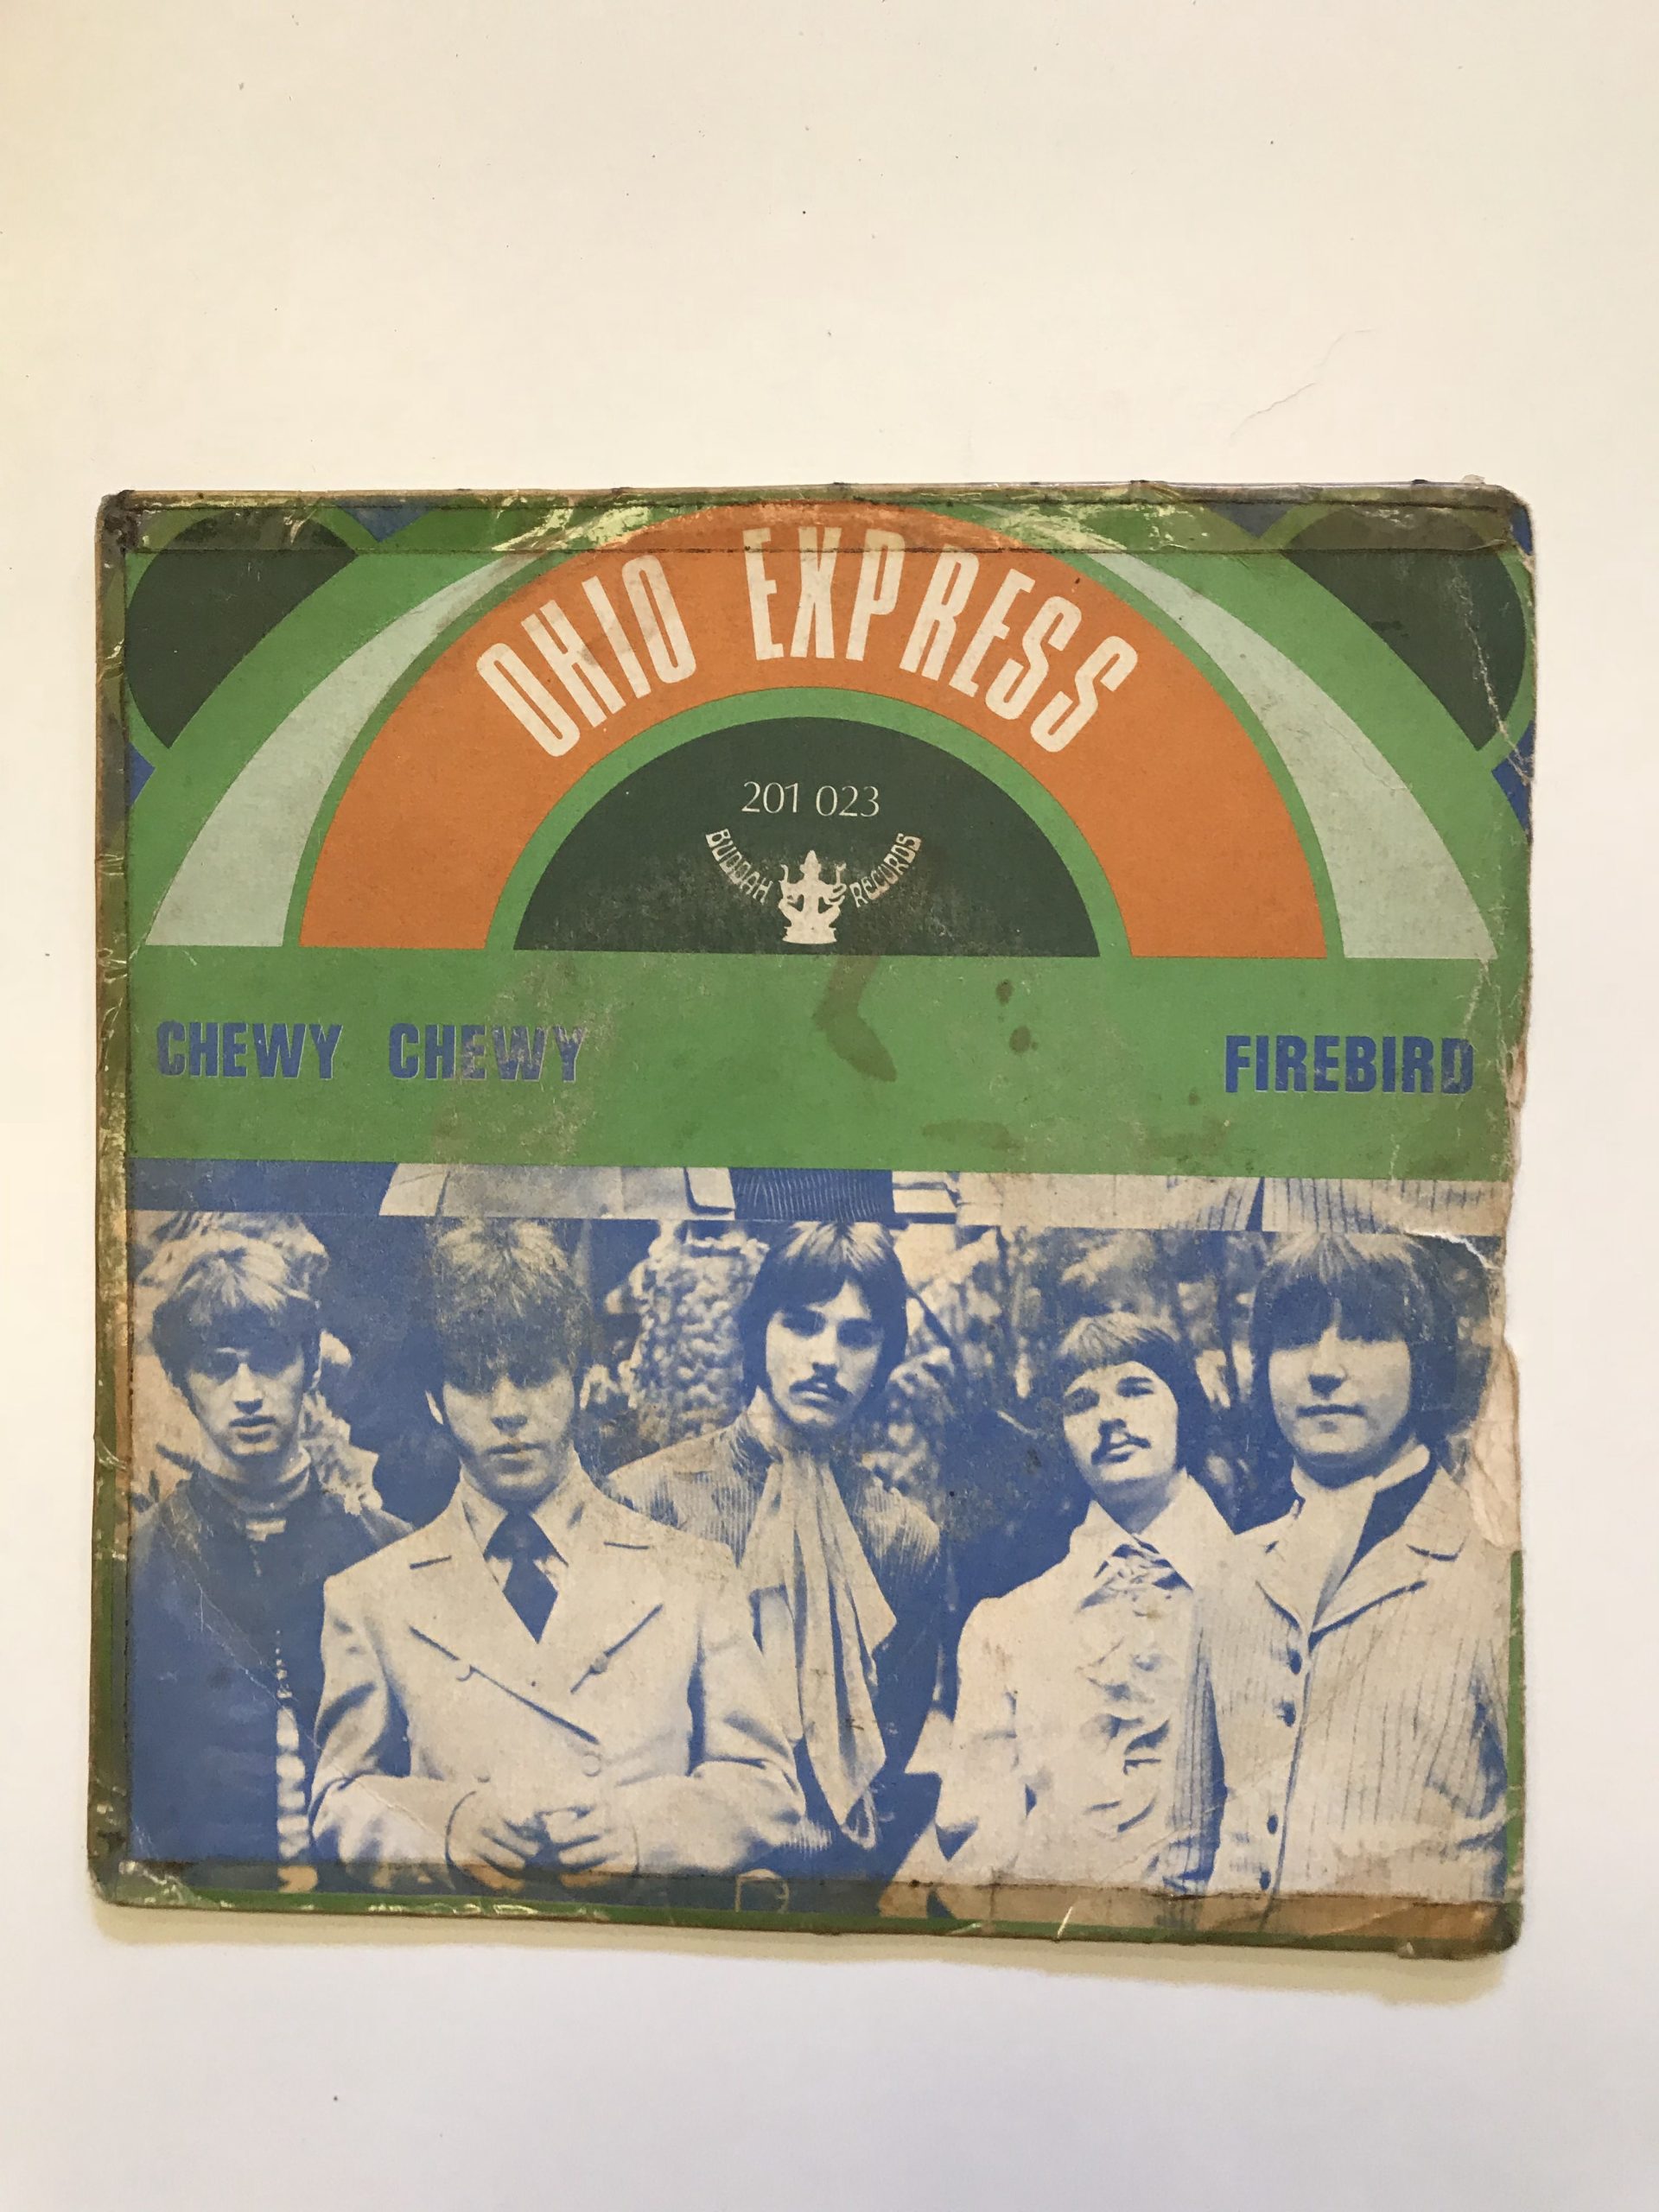 OHIO EXPRESS
201 023
BUDDAH RECORDS
CHEWY CHEWY
FIREBIRD